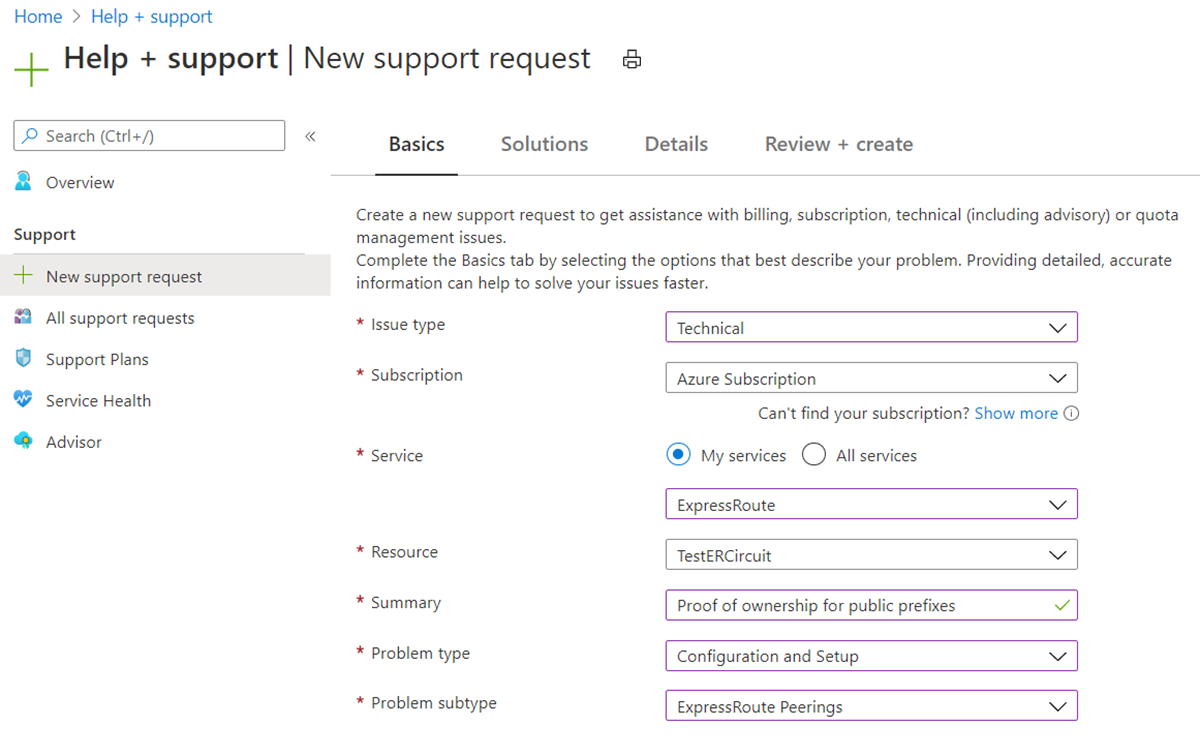 Home > Help + support
Help + support | New support request
Search (Ctrl+/)
«
Overview
Support
New support request
All support requests
Support Plans
Service Health
Advisor
Basics Solutions Details Review + create
Create a new support request to get assistance with billing, subscription, technical (including advisory) or quota
management issues.
Complete the Basics tab by selecting the options that best describe your problem. Providing detailed, accurate
information can help to solve your issues faster.
* Issue type Technical
* Subscription Azure Subscription
Can't find your subscription? Show more
* Service My services All services
ExpressRoute
* Resource TestERCircuit
* Summary Proof of ownership for public prefixes
* Problem type Configuration and Setup
* Problem subtype ExpressRoute Peerings